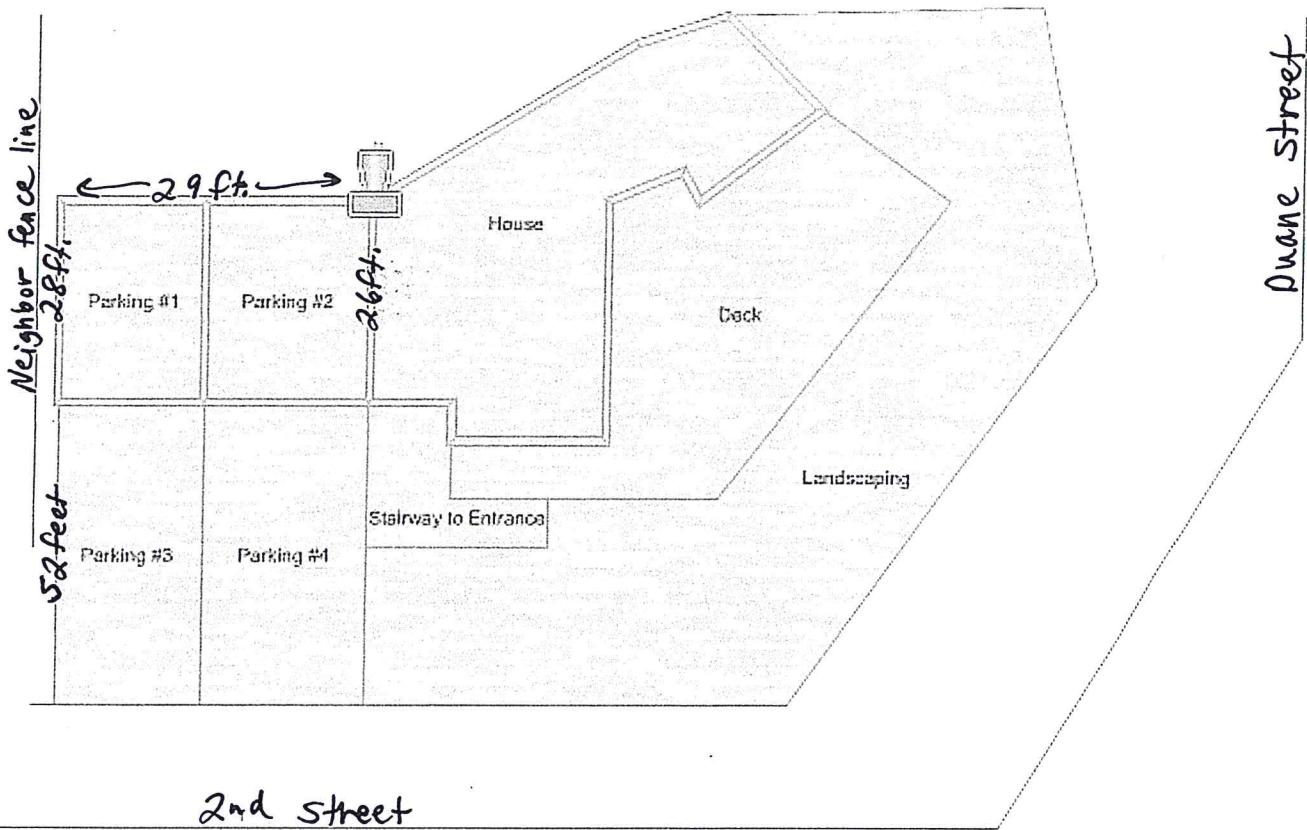 Neighbor fence line
Duane street
29 ft.
28 ft.
26 ft.
House
Parking #1
Parking #2
Deck
52 feet
Landscaping
Stairway to Entrance
Parking #3
Parking #4
2nd street